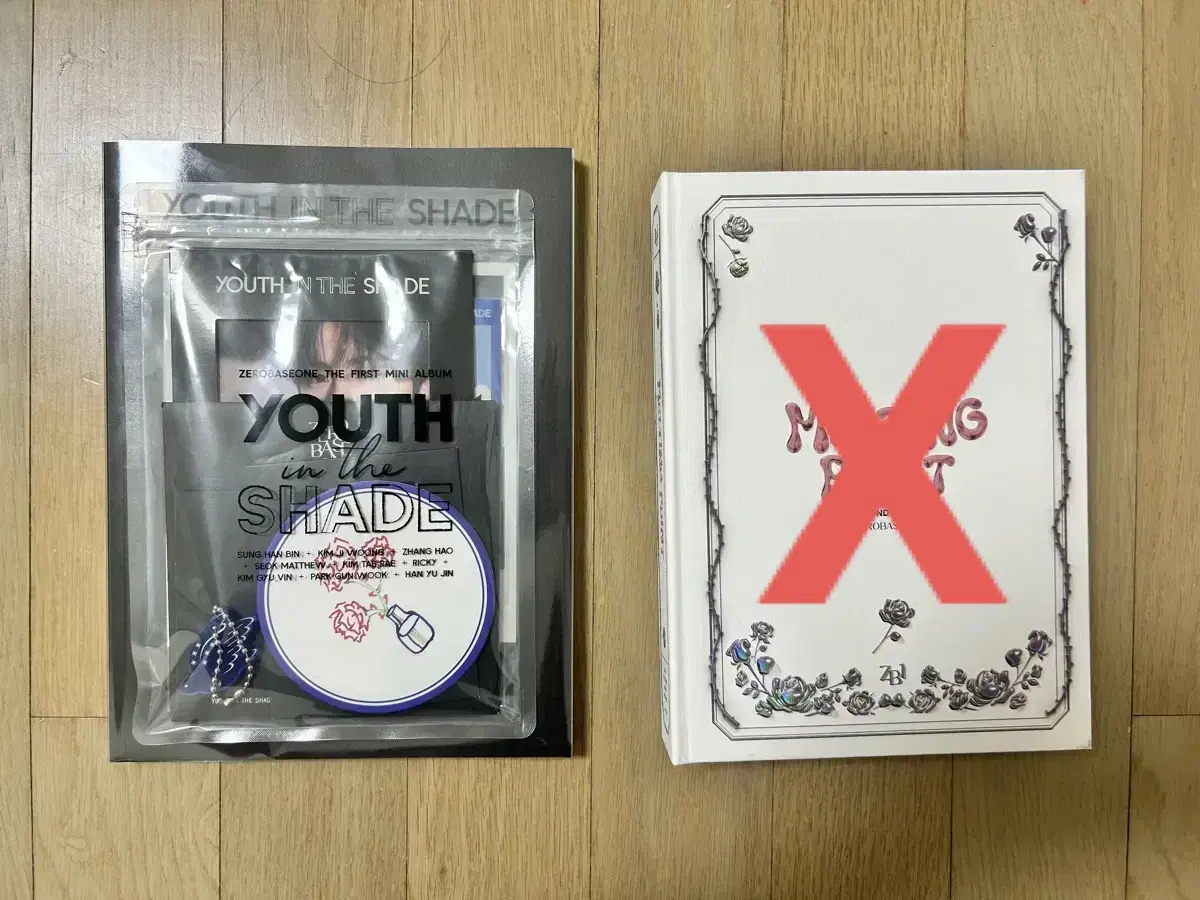 YOUTH IN THE SHADE
YOUTH IN THE SHADE
ADE
ZEROBASEONE THE FIRST MINI ALBUM
YOUTH
in the
SHADE
SUNG HAN BIN + KIM JI WOONG + ZHANG HAO
+ SEOK MATTHEW + KIM TAE RAE + RICKY +
KIM GYU VIN + PARK GUN WOOK + HAN YU JIN
X
ZB1